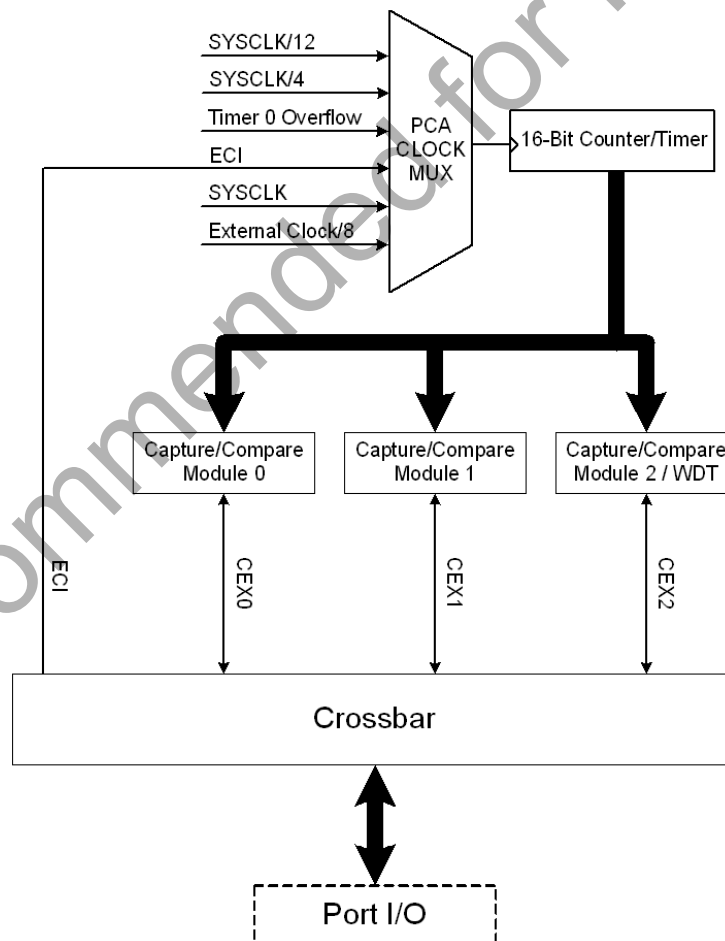 SYSCLK/12
SYSCLK/4
Timer 0 Overflow
ECI
SYSCLK
External Clock/8
PCA
CLOCK
MUX
16-Bit Counter/Timer
Capture/Compare
Module 0
Capture/Compare
Module 1
Capture/Compare
Module 2 / WDT
ECI
CEX0
CEX1
CEX2
Crossbar
Port I/O
ommended for